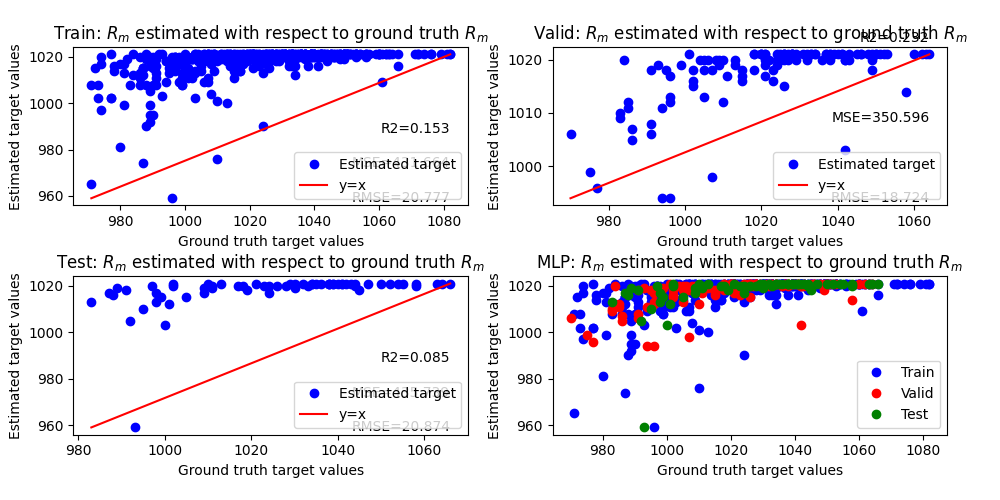 Train: R_m estimated with respect to ground truth R_m
Estimated target values
1020
1000
980
960
R2=0.153
Estimated target
y=x
RMSE=20.777
980 1000 1020 1040 1060 1080
Ground truth target values
Valid: R_m estimated with respect to ground truth R_m
R2=0.232
Estimated target values
1020
1010
1000
MSE=350.596
Estimated target
y=x
RMSE=18.724
980 1000 1020 1040 1060
Ground truth target values
Test: R_m estimated with respect to ground truth R_m
Estimated target values
1020
1000
980
960
R2=0.085
Estimated target
y=x
RMSE=20.874
980 1000 1020 1040 1060
Ground truth target values
MLP: R_m estimated with respect to ground truth R_m
Estimated target values
1020
1000
980
960
Train
Valid
Test
980 1000 1020 1040 1060 1080
Ground truth target values